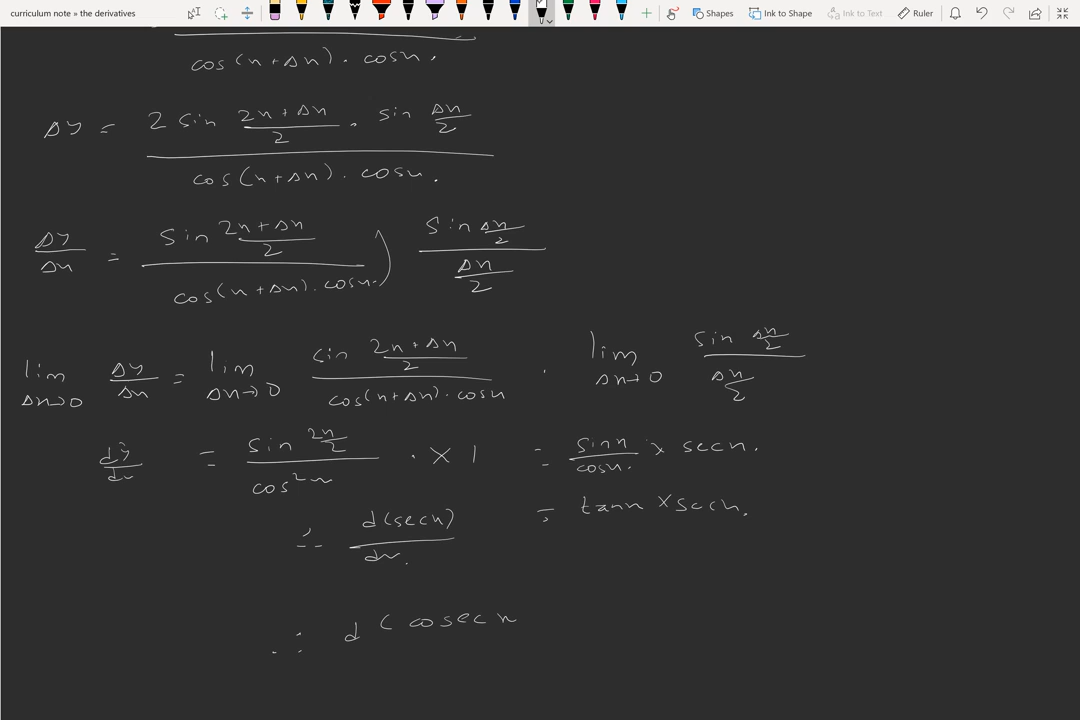 curriculum note » the derivatives Shapes Ink to Shape Ink to Text Ruler
cos(x+Δx) . cosx.
Δy = 2 sin (2x+Δx)/2 . sin Δx/2 / cos(x+Δx) . cosx.
Δy/Δx = sin (2x+Δx)/2 / cos(x+Δx) . cosx. ) sin Δx/2 / Δx/2
lim Δx→0 Δy/Δx = lim Δx→0 sin (2x+Δx)/2 / cos(x+Δx) . cosx . lim Δx→0 sin Δx/2 / Δx/2
dy/dx = sin 2x/2 / cos²x . × 1 = sinx/cosx. × secx.
∴ d(secx)/dx. = tanx × secx.
∴ d(cosecx